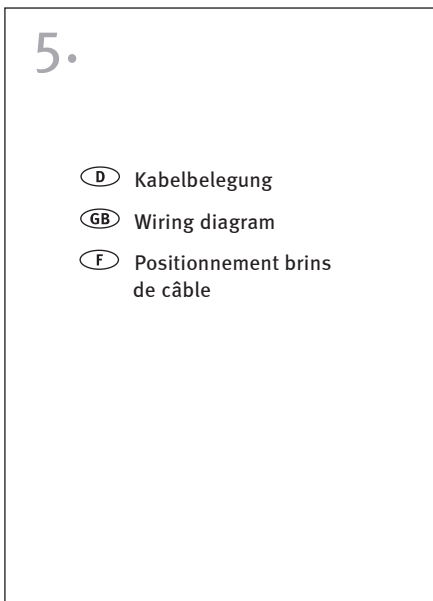 5.
D Kabelbelegung
GB Wiring diagram
F Positionnement brins
de câble